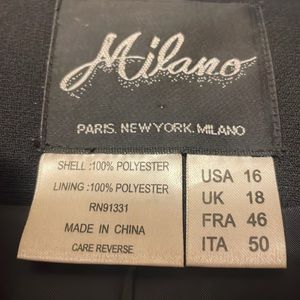 Milano
PARIS. NEW YORK. MILANO
SHELL :100% POLYESTER
LINING :100% POLYESTER
RN91331
MADE IN CHINA
CARE REVERSE
USA 16
UK 18
FRA 46
ITA 50